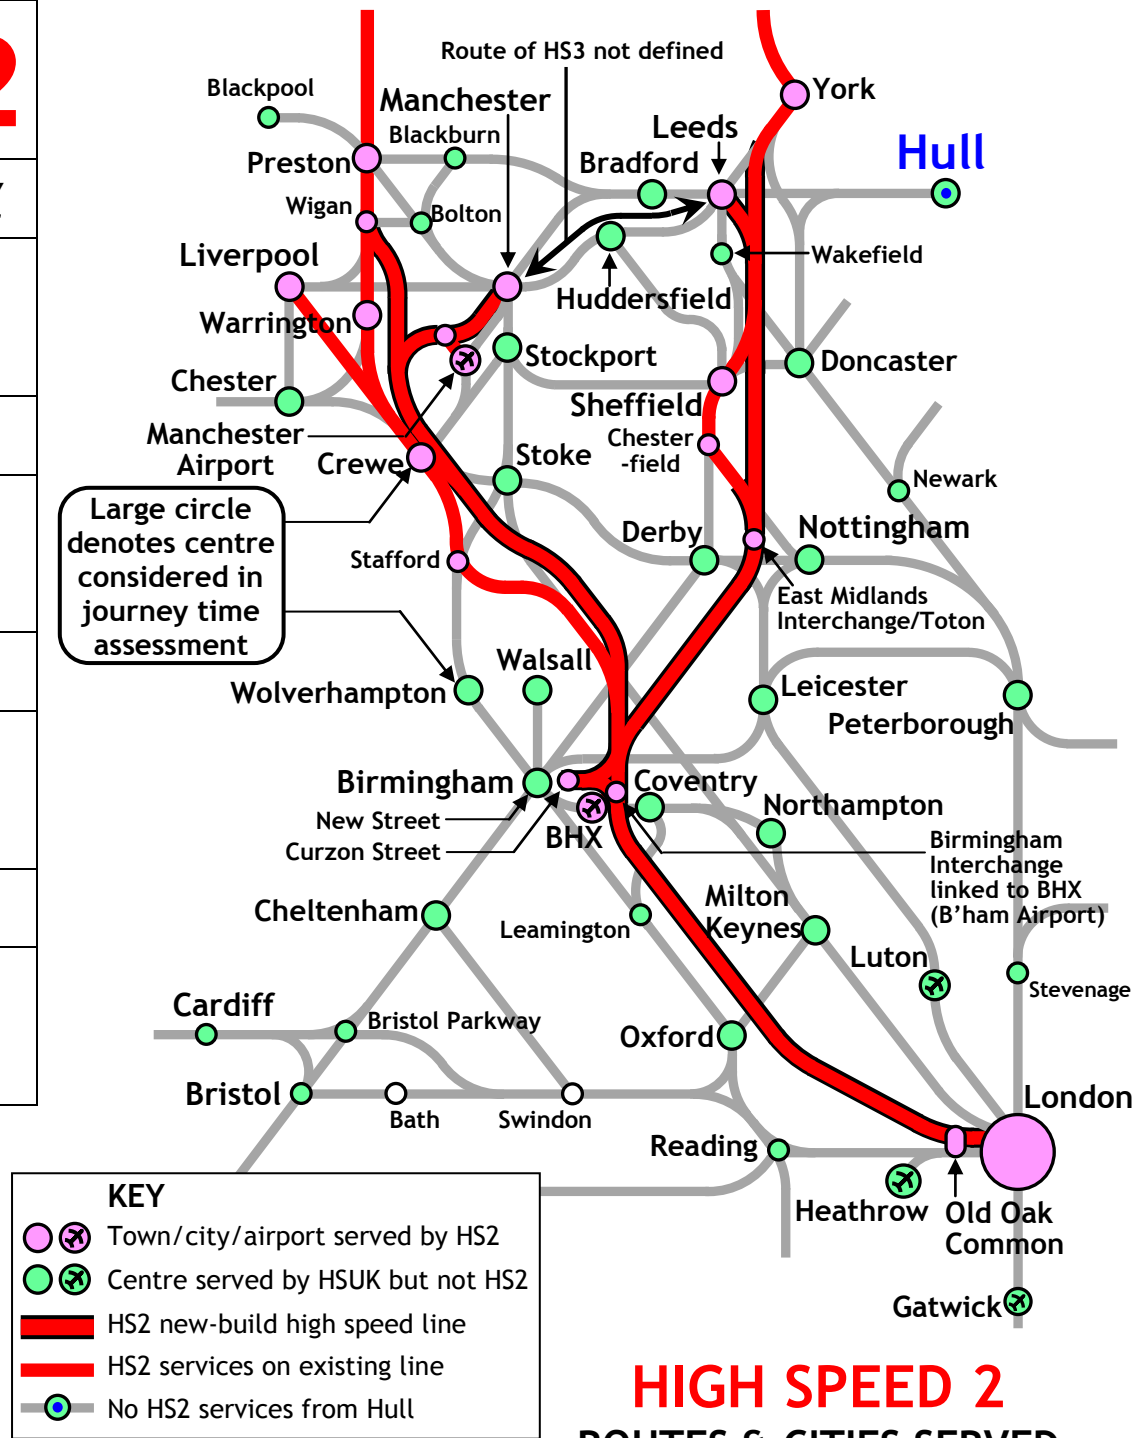 2
Route of HS3 not defined
Blackpool
Manchester
York
Blackburn
Leeds
Preston
Bradford
Hull
Wigan
Bolton
Liverpool
Wakefield
Huddersfield
Warrington
Stockport
Doncaster
Chester
Sheffield
Manchester
Airport
Chester
-field
Crewe
Stoke
Newark
Large circle
denotes centre
considered in
journey time
assessment
Derby
Nottingham
Stafford
East Midlands
Interchange/Toton
Walsall
Wolverhampton
Leicester
Peterborough
Birmingham
Coventry
New Street
BHX
Northampton
Curzon Street
Birmingham
Interchange
linked to BHX
(B’ham Airport)
Cheltenham
Leamington
Milton
Keynes
Luton
Stevenage
Cardiff
Bristol Parkway
Oxford
Bristol
Bath
Swindon
London
Reading
Heathrow
Old Oak
Common
Gatwick
KEY
Town/city/airport served by HS2
Centre served by HSUK but not HS2
HS2 new-build high speed line
HS2 services on existing line
No HS2 services from Hull
HIGH SPEED 2
ROUTES & CITIES SERVED